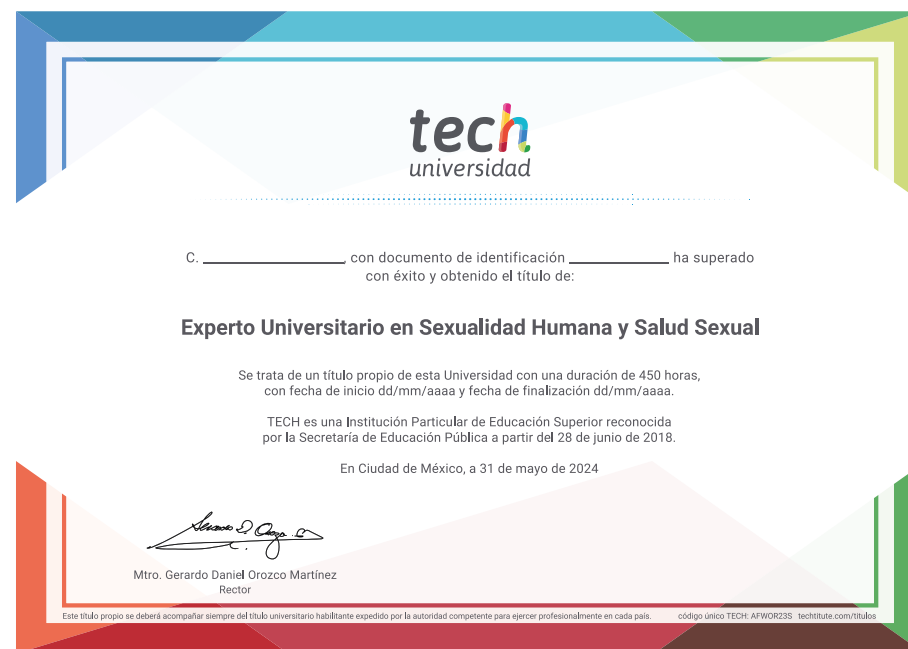 tech
universidad
C. ____________, con documento de identificación ____________ ha superado
con éxito y obtenido el título de:
Experto Universitario en Sexualidad Humana y Salud Sexual
Se trata de un título propio de esta Universidad con una duración de 450 horas,
con fecha de inicio dd/mm/aaaa y fecha de finalización dd/mm/aaaa.
TECH es una Institución Particular de Educación Superior reconocida
por la Secretaría de Educación Pública a partir del 28 de junio de 2018.
En Ciudad de México, a 31 de mayo de 2024
Mtro. Gerardo Daniel Orozco Martínez
Rector
Este título propio se deberá acompañar siempre del título universitario habilitante expedido por la autoridad competente para ejercer profesionalmente en cada país. código único TECH: AFWOR23S techtitute.com/titulos